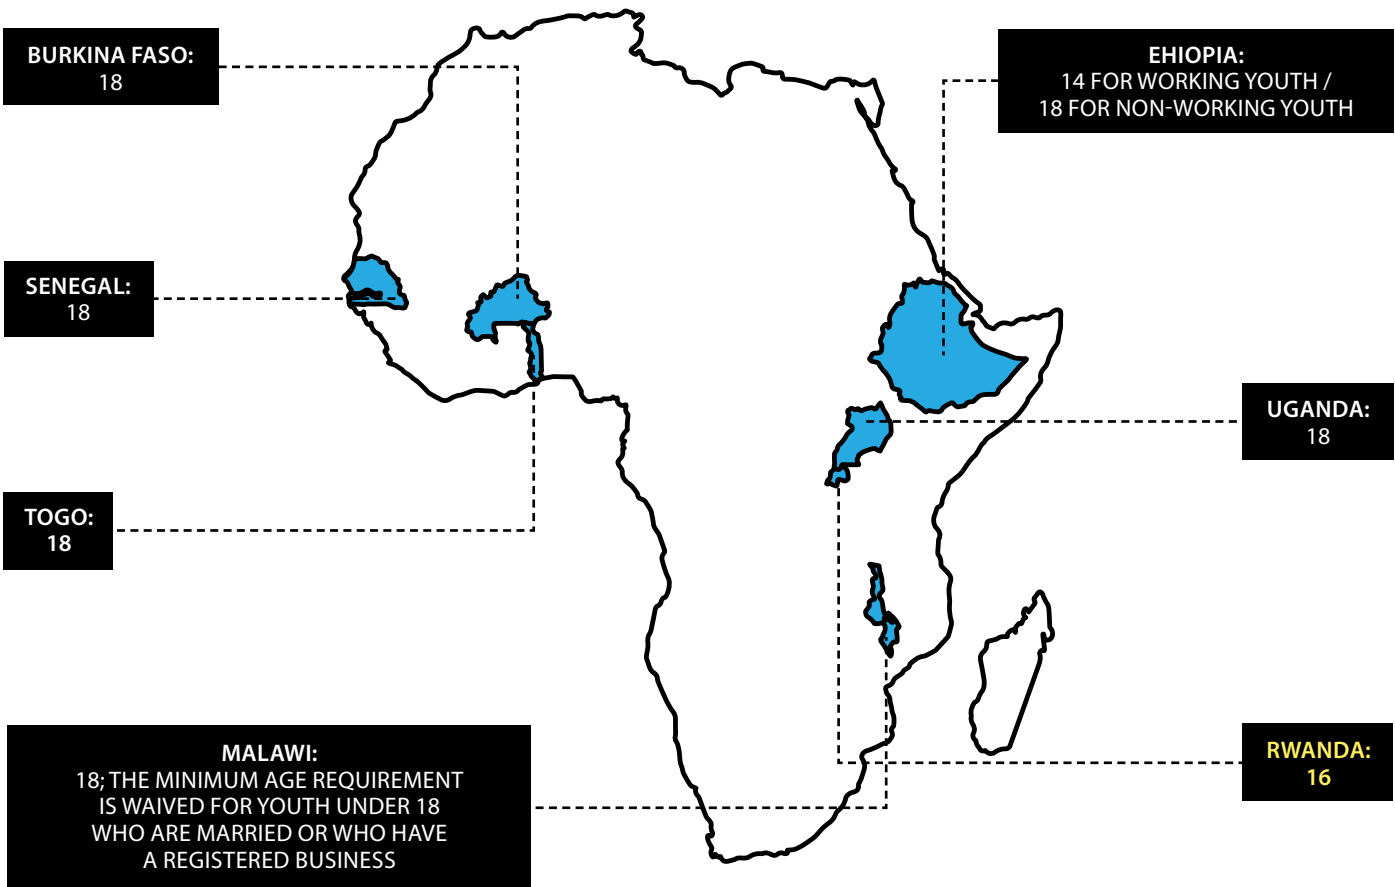 BURKINA FASO:
18
EHIOPIA:
14 FOR WORKING YOUTH /
18 FOR NON-WORKING YOUTH
SENEGAL:
18
UGANDA:
18
TOGO:
18
MALAWI:
18; THE MINIMUM AGE REQUIREMENT
IS WAIVED FOR YOUTH UNDER 18
WHO ARE MARRIED OR WHO HAVE
A REGISTERED BUSINESS
RWANDA:
16